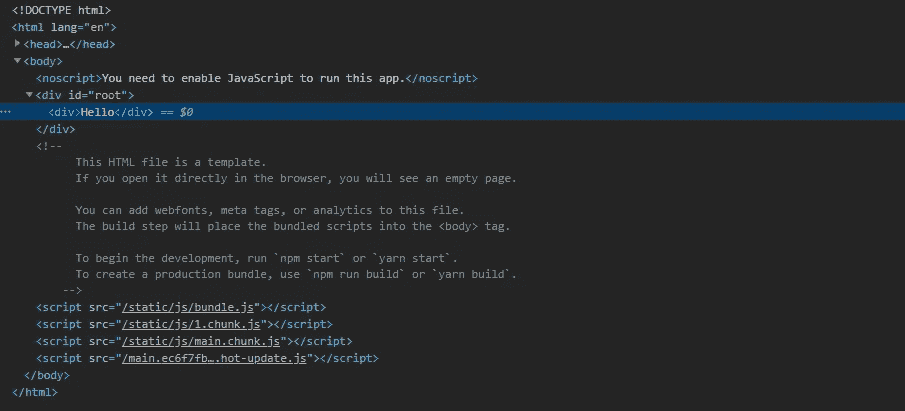 <!DOCTYPE html>
<html lang="en">
<head>…</head>
<body>
<noscript>You need to enable JavaScript to run this app.</noscript>
<div id="root">
<div>Hello</div> == $0
</div>
<!--
This HTML file is a template.
If you open it directly in the browser, you will see an empty page.
You can add webfonts, meta tags, or analytics to this file.
The build step will place the bundled scripts into the <body> tag.
To begin the development, run `npm start` or `yarn start`.
To create a production bundle, use `npm run build` or `yarn build`.
-->
<script src="/static/js/bundle.js"></script>
<script src="/static/js/1.chunk.js"></script>
<script src="/static/js/main.chunk.js"></script>
<script src="/main.ec6f7fb….hot-update.js"></script>
</body>
</html>